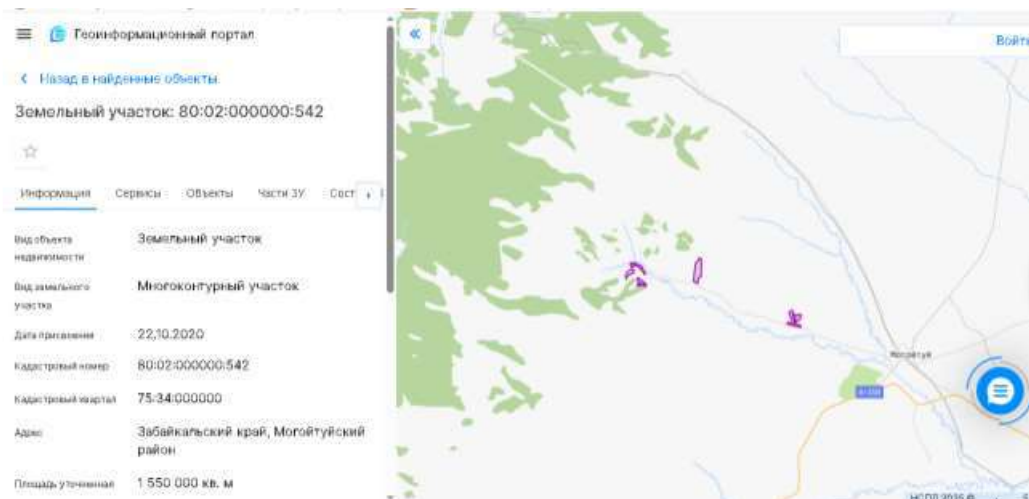 Геоинформационный портал
Назад в найденные объекты
Земельный участок: 80:02:000000:542
Информация Сервисы Объекты Части ЗУ Сост
Вид объекта недвижимости
Земельный участок
Вид земельного участка
Многоконтурный участок
Дата присвоения
22.10.2020
Кадастровый номер
80:02:000000:542
Кадастровый квартал
75:34:000000
Адрес
Забайкальский край, Могойтуйский
район
Площадь уточненная
1 550 000 кв. м
Войти
Могойтуй